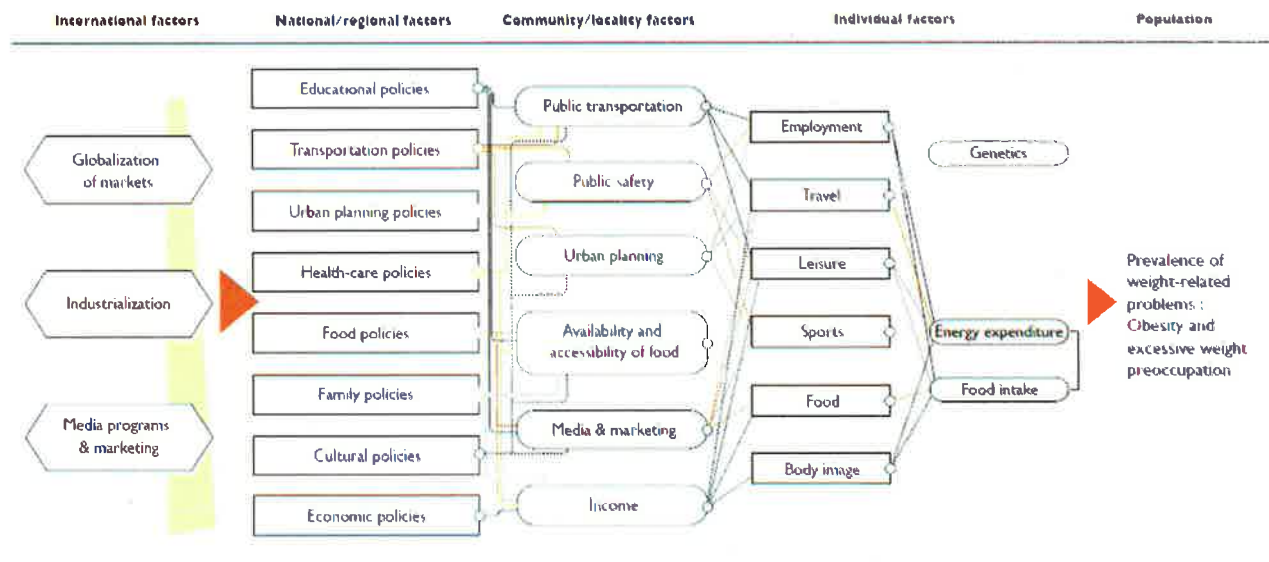 International factors
National/regional factors
Community/locality factors
Individual factors
Population
Globalization
of markets
Industrialization
Media programs
& marketing
Educational policies
Transportation policies
Urban planning policies
Health-care policies
Food policies
Family policies
Cultural policies
Economic policies
Public transportation
Public safety
Urban planning
Availability and
accessibility of food
Media & marketing
Income
Employment
Travel
Leisure
Sports
Food
Body image
Genetics
Energy expenditure
Food intake
Prevalence of
weight-related
problems :
Obesity and
excessive weight
preoccupation